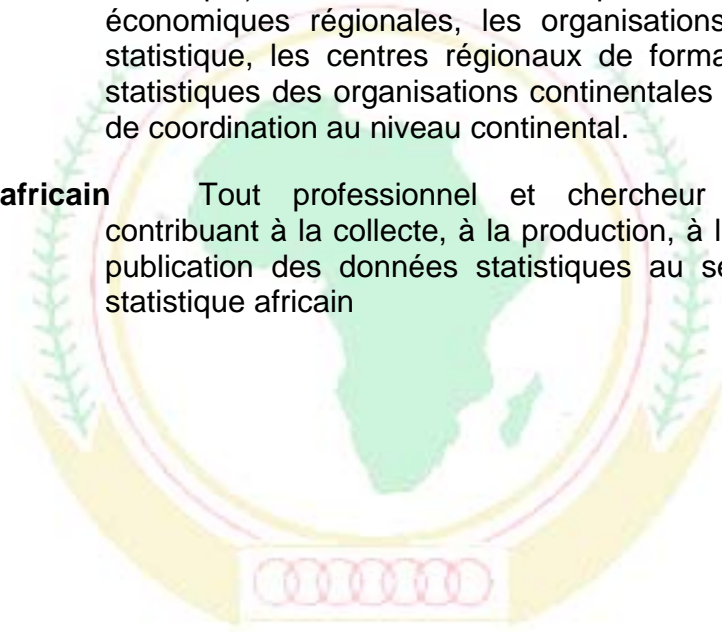 économiques régionales, les organisations
statistique, les centres régionaux de forma
statistiques des organisations continentales
de coordination au niveau continental.
africain Tout professionnel et chercheur
contribuant à la collecte, à la production, à l
publication des données statistiques au se
statistique africain